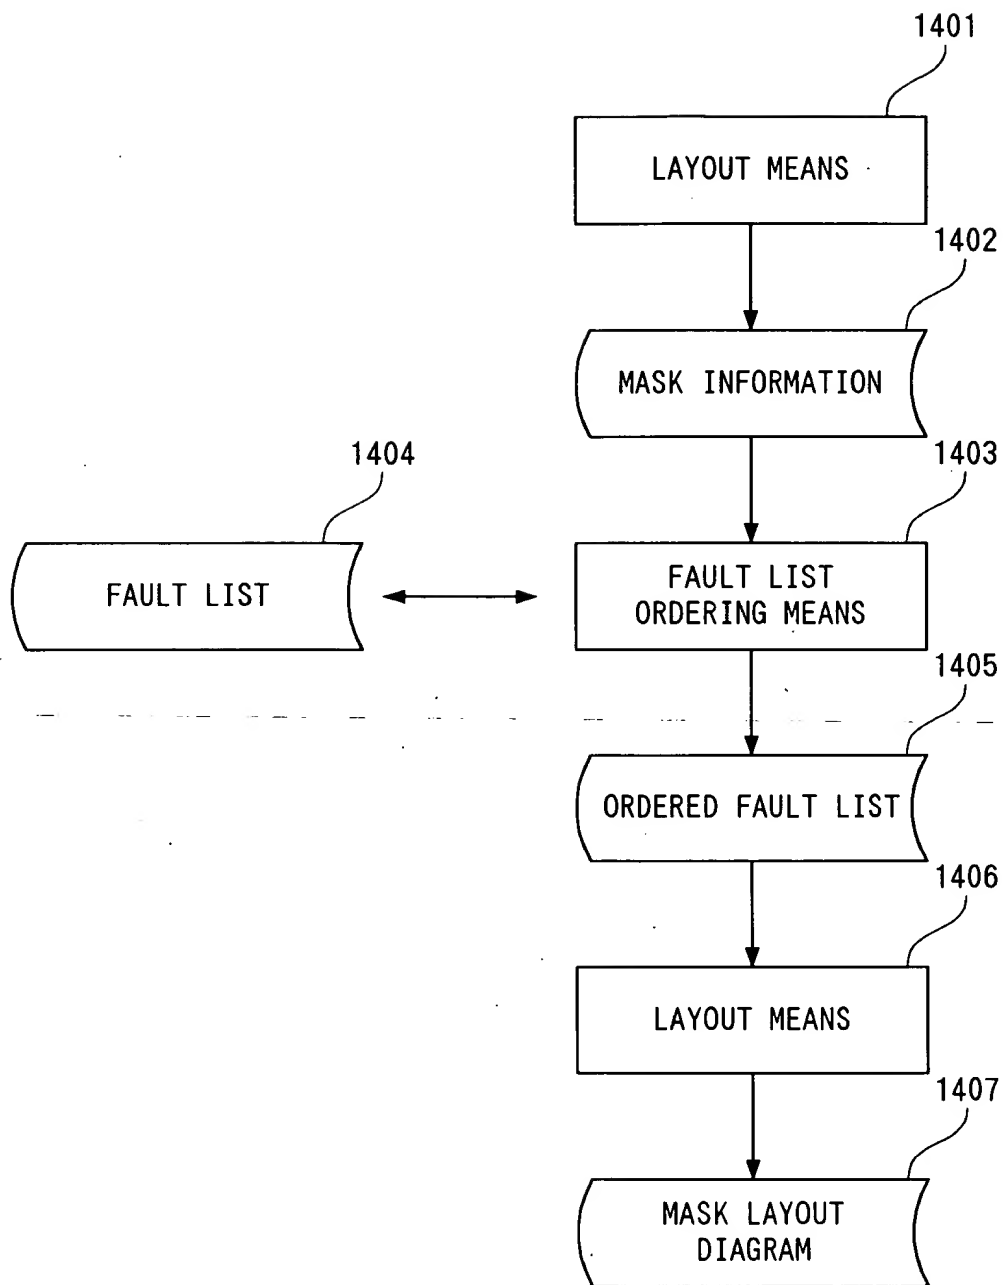 1401
LAYOUT MEANS
1402
MASK INFORMATION
1404
1403
FAULT LIST
FAULT LIST
ORDERING MEANS
1405
ORDERED FAULT LIST
1406
LAYOUT MEANS
1407
MASK LAYOUT
DIAGRAM